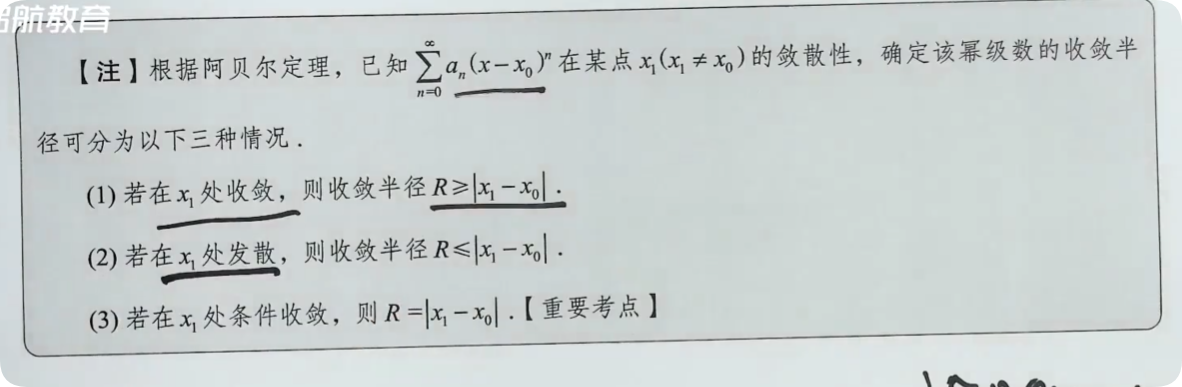 航教育
【注】根据阿贝尔定理，已知 $\sum_{n=0}^{\infty} a_n(x-x_0)^n$ 在某点 $x_1(x_1 \neq x_0)$ 的敛散性，确定该幂级数的收敛半
径可分为以下三种情况．
(1) 若在 $x_1$ 处收敛，则收敛半径 $R \geqslant |x_1-x_0|$．
(2) 若在 $x_1$ 处发散，则收敛半径 $R \leqslant |x_1-x_0|$．
(3) 若在 $x_1$ 处条件收敛，则 $R=|x_1-x_0|$．【重要考点】